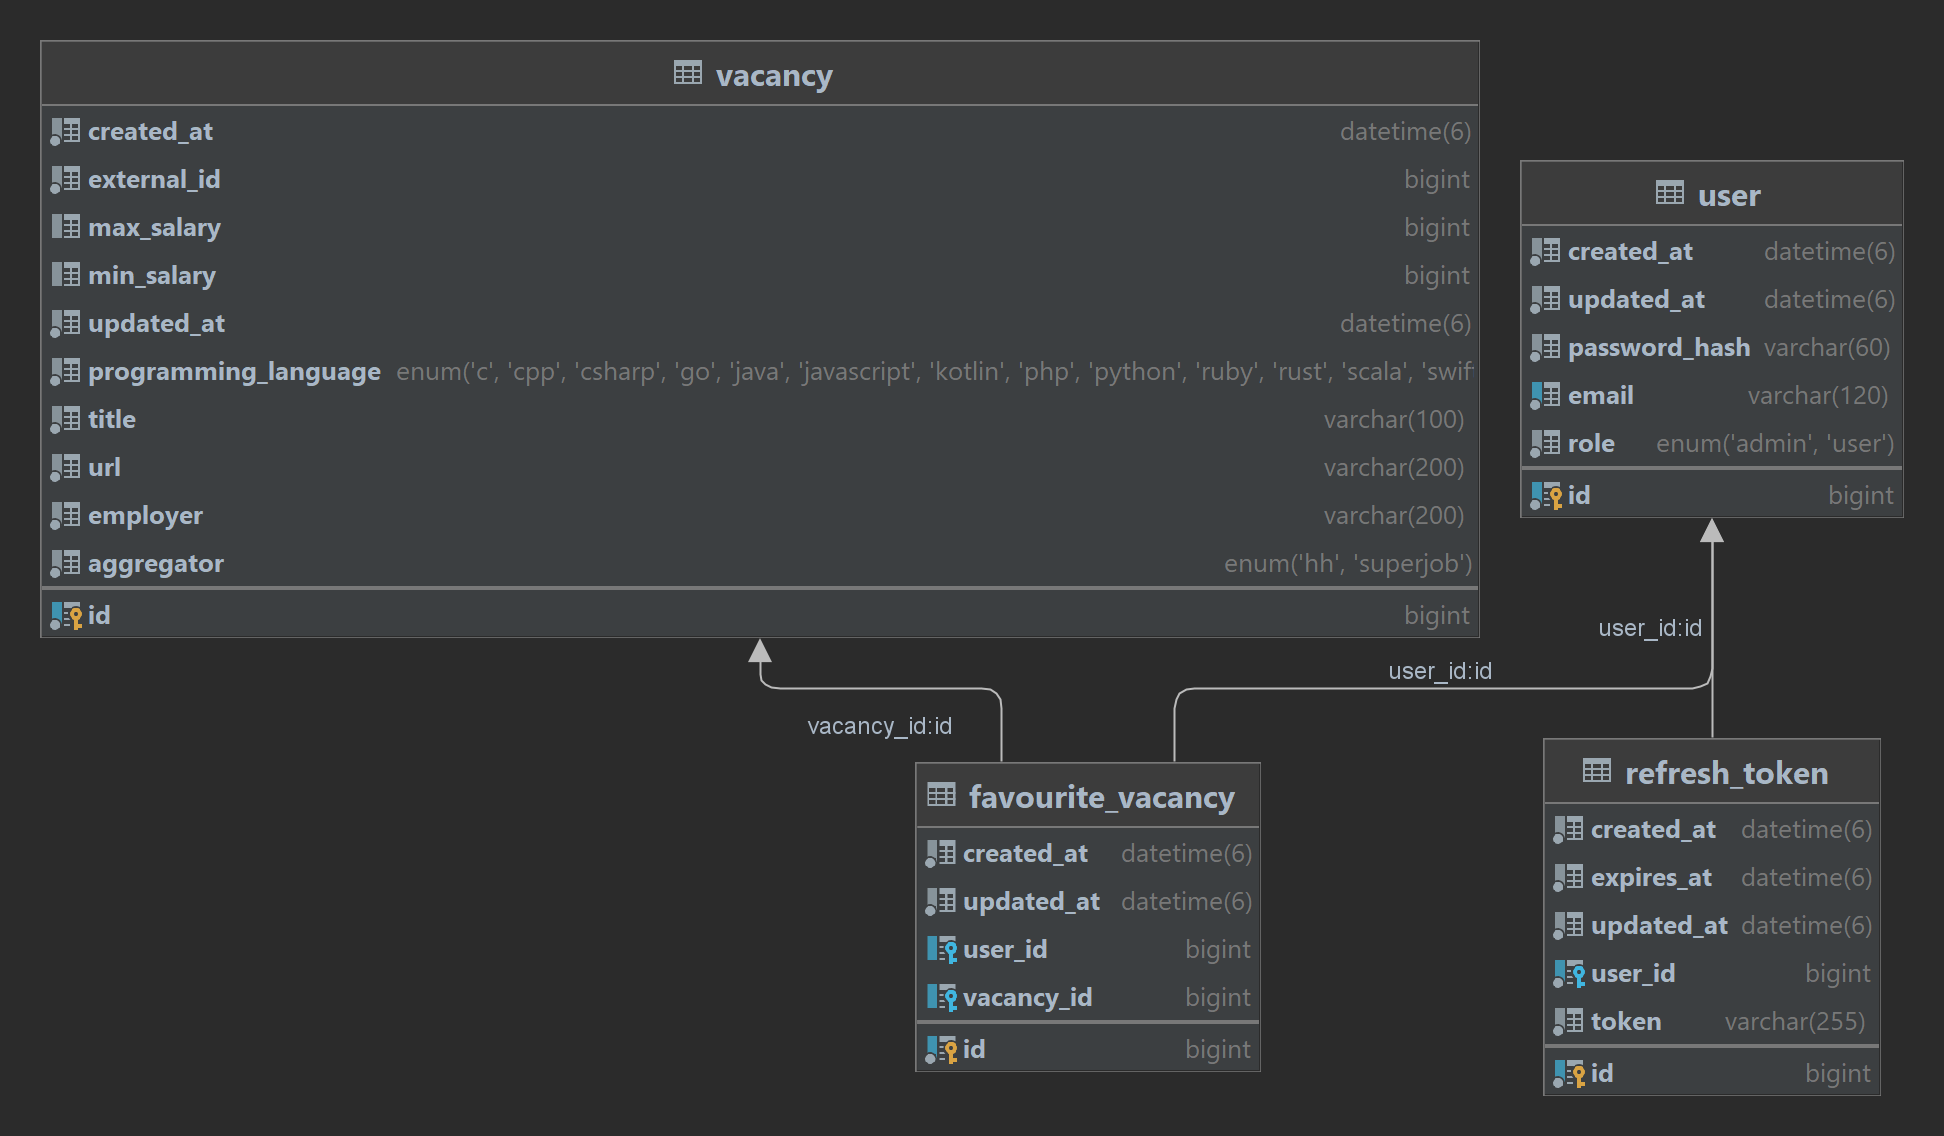 vacancy
created_at datetime(6)
external_id bigint
max_salary bigint
min_salary bigint
updated_at datetime(6)
programming_language enum('c', 'cpp', 'csharp', 'go', 'java', 'javascript', 'kotlin', 'php', 'python', 'ruby', 'rust', 'scala', 'swif
title varchar(100)
url varchar(200)
employer varchar(200)
aggregator enum('hh', 'superjob')
id bigint
user
created_at datetime(6)
updated_at datetime(6)
password_hash varchar(60)
email varchar(120)
role enum('admin', 'user')
id bigint
user_id:id
user_id:id
vacancy_id:id
favourite_vacancy
created_at datetime(6)
updated_at datetime(6)
user_id bigint
vacancy_id bigint
id bigint
refresh_token
created_at datetime(6)
expires_at datetime(6)
updated_at datetime(6)
user_id bigint
token varchar(255)
id bigint